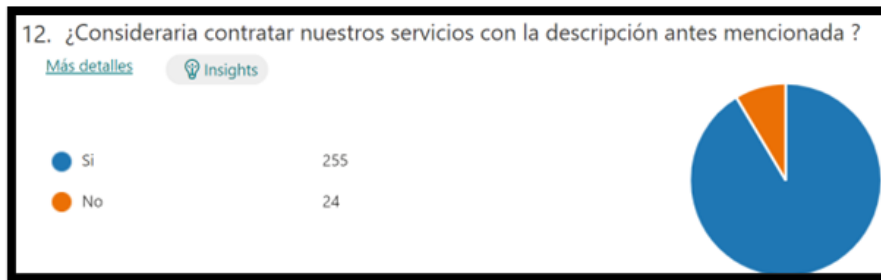 12. ¿Consideraria contratar nuestros servicios con la descripción antes mencionada ?
Más detalles Insights
Si 255
No 24